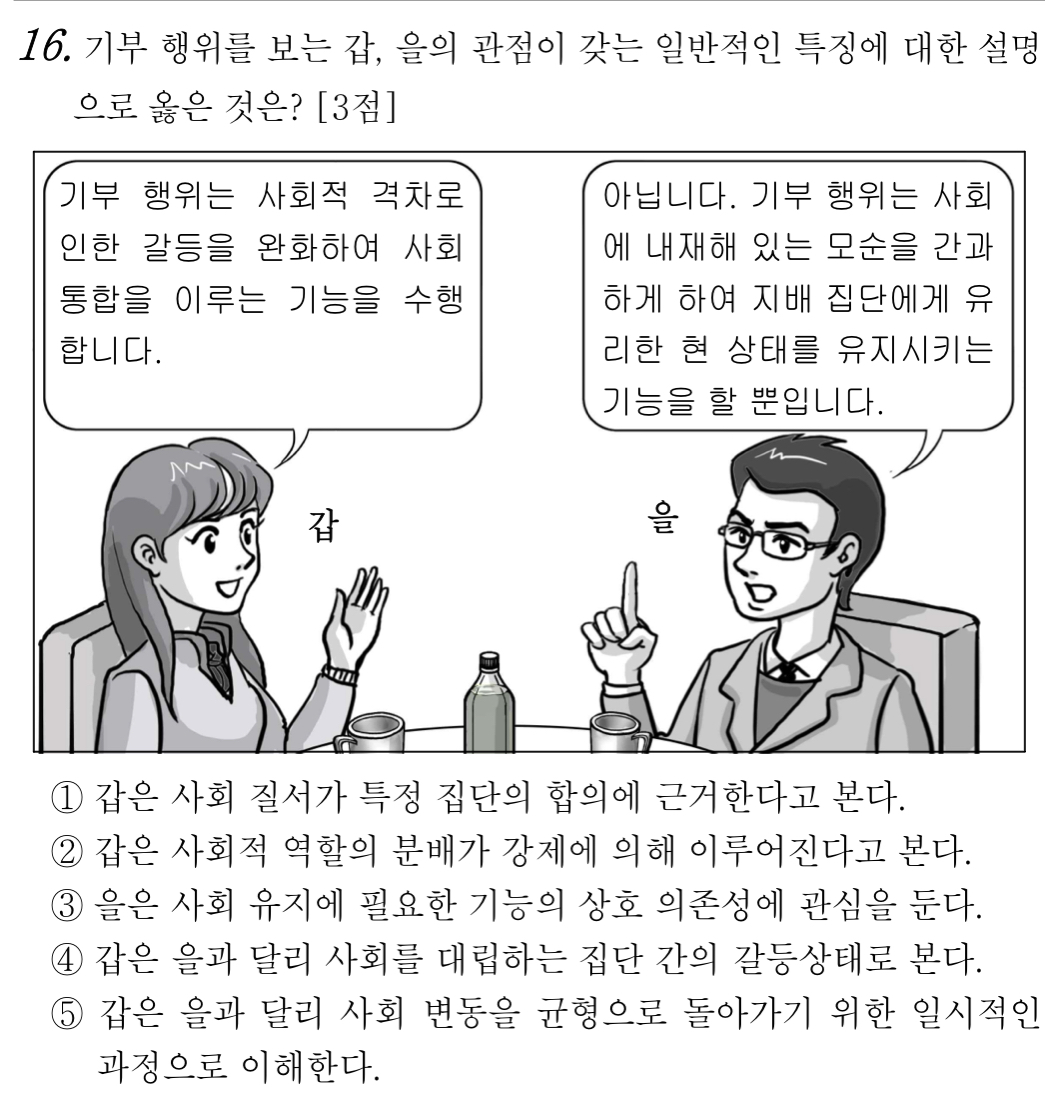 16. 기부 행위를 보는 갑, 을의 관점이 갖는 일반적인 특징에 대한 설명
으로 옳은 것은? [3점]
기부 행위는 사회적 격차로
인한 갈등을 완화하여 사회
통합을 이루는 기능을 수행
합니다.
아닙니다. 기부 행위는 사회
에 내재해 있는 모순을 간과
하게 하여 지배 집단에게 유
리한 현 상태를 유지시키는
기능을 할 뿐입니다.
갑
을
① 갑은 사회 질서가 특정 집단의 합의에 근거한다고 본다.
② 갑은 사회적 역할의 분배가 강제에 의해 이루어진다고 본다.
③ 을은 사회 유지에 필요한 기능의 상호 의존성에 관심을 둔다.
④ 갑은 을과 달리 사회를 대립하는 집단 간의 갈등상태로 본다.
⑤ 갑은 을과 달리 사회 변동을 균형으로 돌아가기 위한 일시적인
과정으로 이해한다.